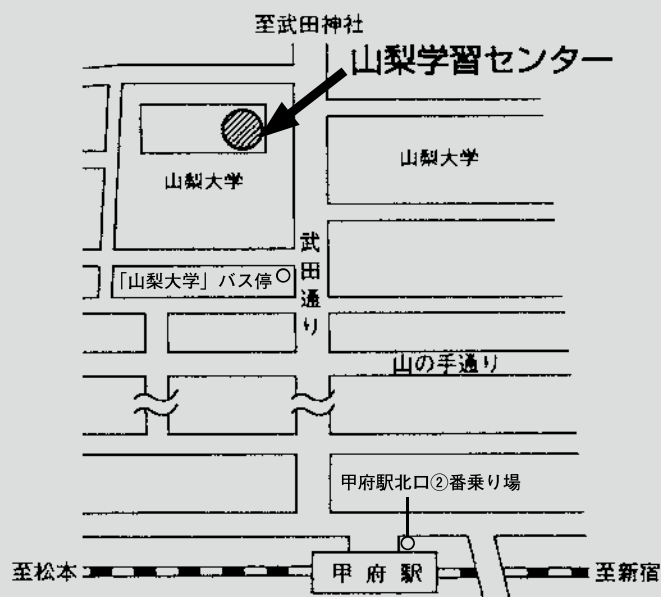 至武田神社
山梨学習センター
山梨大学
山梨大学
武田通り
「山梨大学」バス停
山の手通り
甲府駅北口②番乗り場
至松本
甲府駅
至新宿